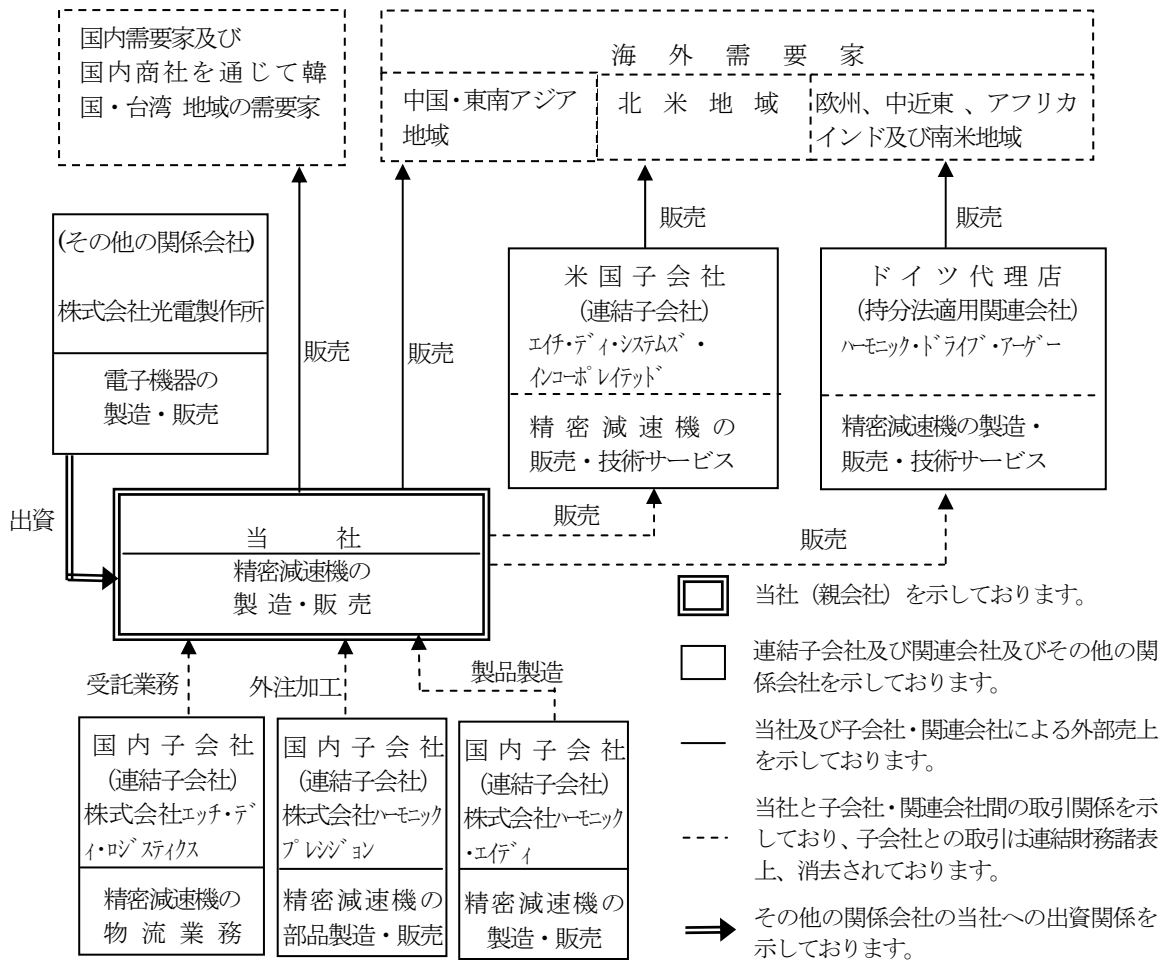 国内需要家及び
国内商社を通じて韓
国・台湾 地域の需要家
海 外 需 要 家
中国・東南アジア
地域
北 米 地 域
欧州、中近東 、アフリカ
インド及び南米地域
販売
販売
(その他の関係会社)
株式会社光電製作所
電子機器の
製造・販売
販売
販売
米 国 子 会 社
(連結子会社)
エイチ・ディ・システムズ・
インコーポレイテッド
精 密 減 速 機 の
販売・技術サービス
ド イ ツ 代 理 店
(持分法適用関連会社)
ハーモニック・ドライブ・アーゲー
精密減速機の製造・
販売・技術サービス
出資
当 社
精密減速機の
製 造・販 売
販売
販売
受託業務
外注加工
製品製造
国 内 子 会 社
(連結子会社)
株式会社エッチ・デ
ィ・ロジスティクス
精密減速機の
物 流 業 務
国 内 子 会 社
(連結子会社)
株式会社ハーモニック
プレシジョン
精密減速機の
部品製造・販売
国 内 子 会 社
(連結子会社)
株式会社ハーモニック
・エイディ
精密減速機の
製造・販売
当社（親会社）を示しております。
連結子会社及び関連会社及びその他の関
係会社を示しております。
当社及び子会社・関連会社による外部売上
を示しております。
当社と子会社・関連会社間の取引関係を示
しており、子会社との取引は連結財務諸表
上、消去されております。
その他の関係会社の当社への出資関係を
示しております。